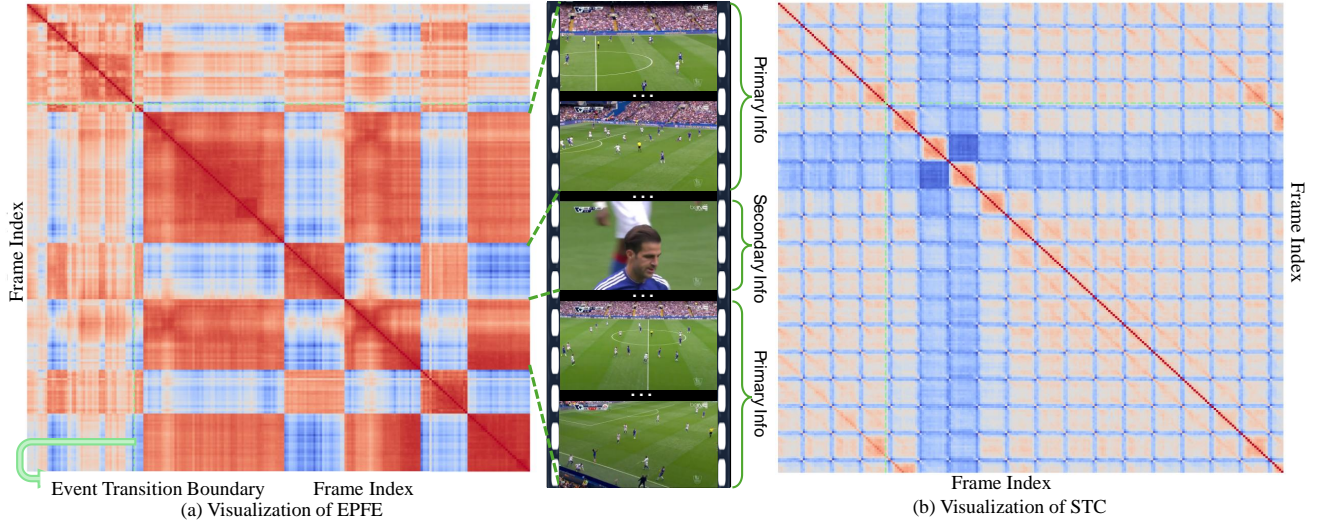 Frame Index
Event Transition Boundary
Frame Index
(a) Visualization of EPFE
Primary Info
Secondary Info
Primary Info
Frame Index
Frame Index
(b) Visualization of STC